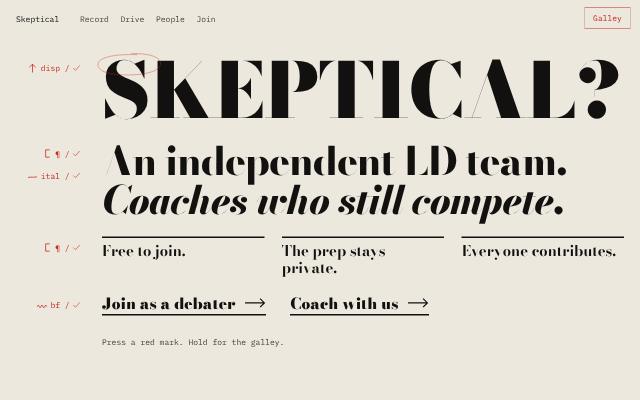 Skeptical Record Drive People Join Galley
↑ disp / ✓
SKEPTICAL?
[ ¶ / ✓
An independent LD team.
ital / ✓
Coaches who still compete.
[ ¶ / ✓
Free to join.
The prep stays
private.
Everyone contributes.
bf / ✓
Join as a debater → Coach with us →
Press a red mark. Hold for the galley.